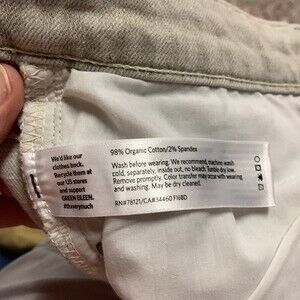 We'd like our
clothes back.
Recycle them at
our US stores
and support
GREEN EILEEN.
98% Organic Cotton/2% Spandex
Wash before wearing. We recommend, machine wash
cold, separately, inside out, no bleach. Tumble dry low.
Remove promptly. Color transfer may occur with wearing
and washing. May be dry cleaned.
RN#78121/CA#34460 F16BD